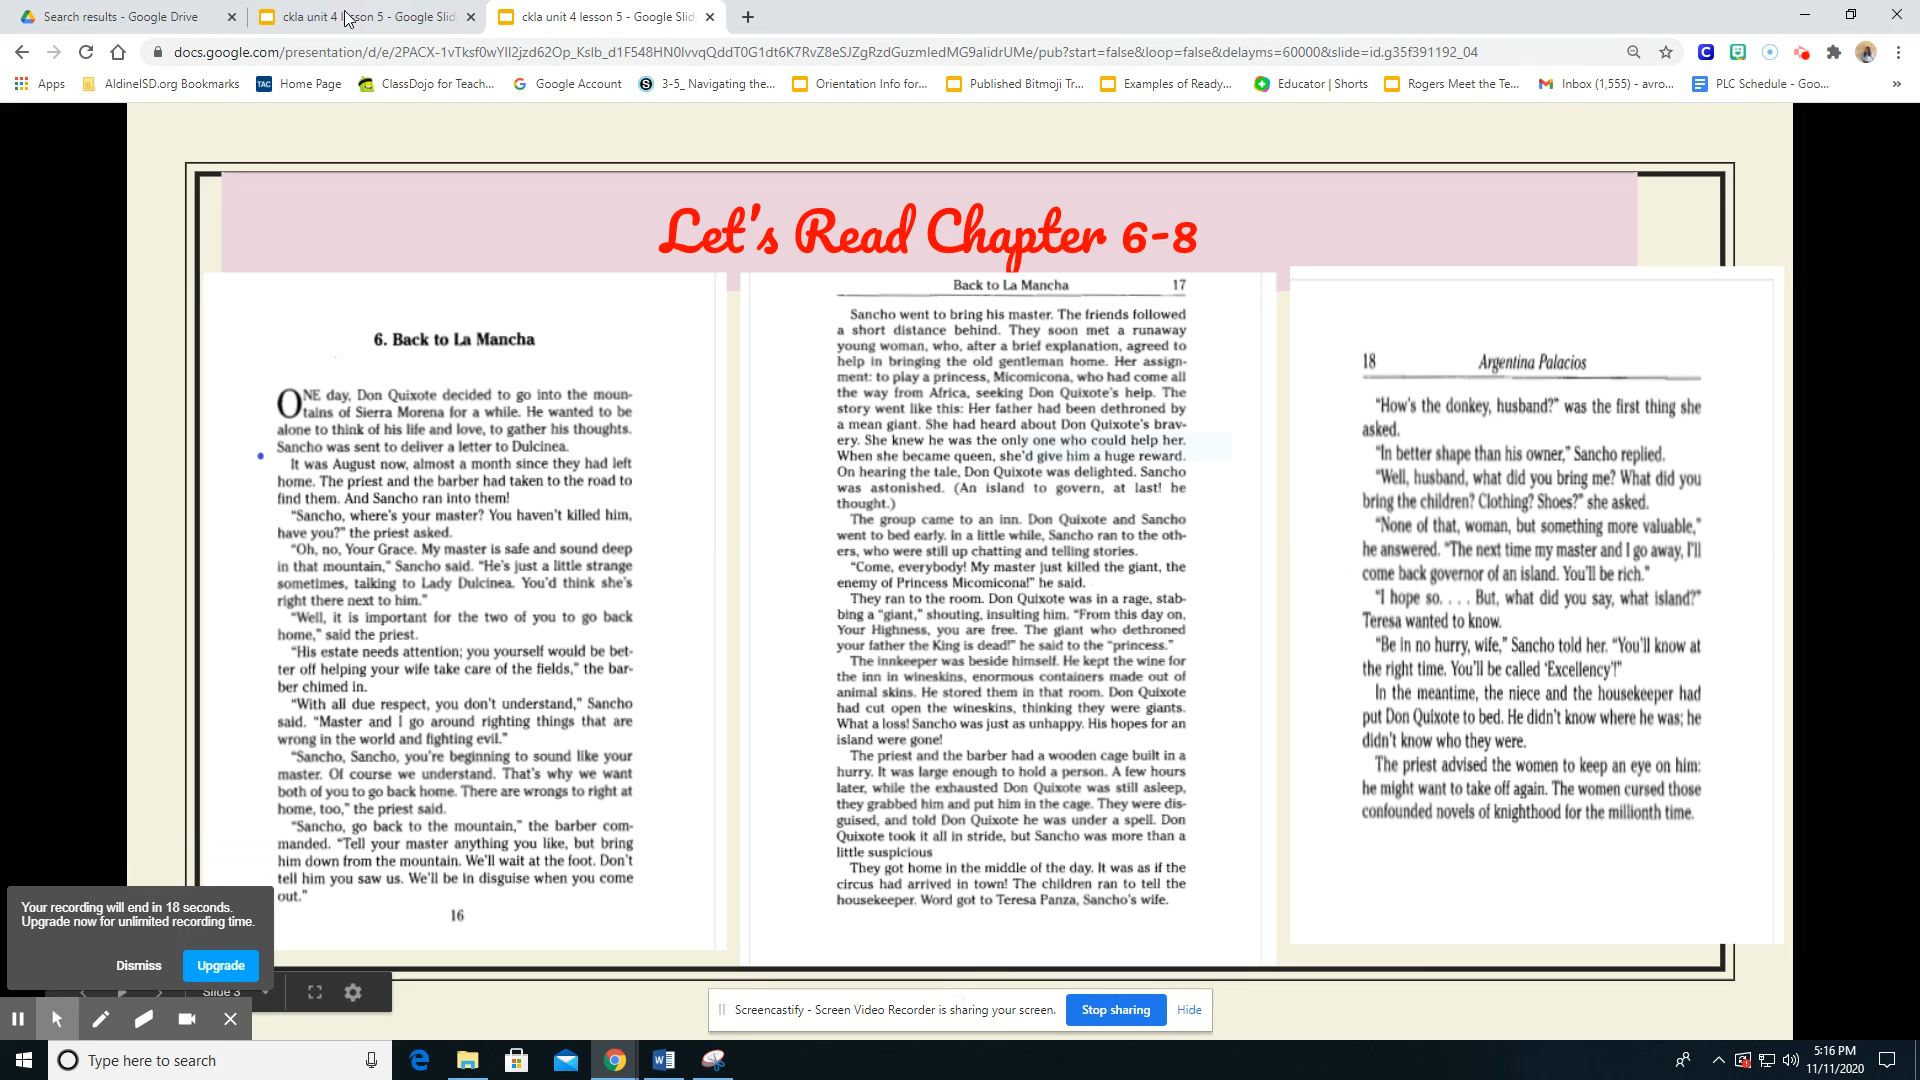 Search results - Google Drive
ckla unit 4 lesson 5 - Google Slid
ckla unit 4 lesson 5 - Google Slid
docs.google.com/presentation/d/e/2PACX-1vTksf0wYIl2jzd62Op_KsIb_d1F548HN0IvvqQddT0G1dt6K7RvZ8eSJZgRzdGuzmledMG9aIidrUMe/pub?start=false&loop=false&delayms=60000&slide=id.g35f391192_04
Apps
AldineISD.org Bookmarks
TAC
Home Page
ClassDojo for Teach...
Google Account
3-5_ Navigating the...
Orientation Info for...
Published Bitmoji Tr...
Examples of Ready...
Educator | Shorts
Rogers Meet the Te...
Inbox (1,555) - avro...
PLC Schedule - Goo...
Let's Read Chapter 6-8
6. Back to La Mancha
ONE day, Don Quixote decided to go into the moun-
tains of Sierra Morena for a while. He wanted to be
alone to think of his life and love, to gather his thoughts.
Sancho was sent to deliver a letter to Dulcinea.
It was August now, almost a month since they had left
home. The priest and the barber had taken to the road to
find them. And Sancho ran into them!
"Sancho, where's your master? You haven't killed him,
have you?" the priest asked.
"Oh, no, Your Grace. My master is safe and sound deep
in that mountain," Sancho said. "He's just a little strange
sometimes, talking to Lady Dulcinea. You'd think she's
right there next to him."
"Well, it is important for the two of you to go back
home," said the priest.
"His estate needs attention; you yourself would be bet-
ter off helping your wife take care of the fields," the bar-
ber chimed in.
"With all due respect, you don't understand," Sancho
said. "Master and I go around righting things that are
wrong in the world and fighting evil."
"Sancho, Sancho, you're beginning to sound like your
master. Of course we understand. That's why we want
both of you to go back home. There are wrongs to right at
home, too," the priest said.
"Sancho, go back to the mountain," the barber com-
manded. "Tell your master anything you like, but bring
him down from the mountain. We'll wait at the foot. Don't
tell him you saw us. We'll be in disguise when you come
out."
16
Back to La Mancha 17
Sancho went to bring his master. The friends followed
a short distance behind. They soon met a runaway
young woman, who, after a brief explanation, agreed to
help in bringing the old gentleman home. Her assign-
ment: to play a princess, Micomicona, who had come all
the way from Africa, seeking Don Quixote's help. The
story went like this: Her father had been dethroned by
a mean giant. She had heard about Don Quixote's brav-
ery. She knew he was the only one who could help her.
When she became queen, she'd give him a huge reward.
On hearing the tale, Don Quixote was delighted. Sancho
was astonished. (An island to govern, at last! he
thought.)
The group came to an inn. Don Quixote and Sancho
went to bed early. In a little while, Sancho ran to the oth-
ers, who were still up chatting and telling stories.
"Come, everybody! My master just killed the giant, the
enemy of Princess Micomicona!" he said.
They ran to the room. Don Quixote was in a rage, stab-
bing a "giant," shouting, insulting him. "From this day on,
Your Highness, you are free. The giant who dethroned
your father the King is dead!" he said to the "princess."
The innkeeper was beside himself. He kept the wine for
the inn in wineskins, enormous containers made out of
animal skins. He stored them in that room. Don Quixote
had cut open the wineskins, thinking they were giants.
What a loss! Sancho was just as unhappy. His hopes for an
island were gone!
The priest and the barber had a wooden cage built in a
hurry. It was large enough to hold a person. A few hours
later, while the exhausted Don Quixote was still asleep,
they grabbed him and put him in the cage. They were dis-
guised, and told Don Quixote he was under a spell. Don
Quixote took it all in stride, but Sancho was more than a
little suspicious
They got home in the middle of the day. It was as if the
circus had arrived in town! The children ran to tell the
housekeeper. Word got to Teresa Panza, Sancho's wife.
18 Argentina Palacios
"How's the donkey, husband?" was the first thing she
asked.
"In better shape than his owner," Sancho replied.
"Well, husband, what did you bring me? What did you
bring the children? Clothing? Shoes?" she asked.
"None of that, woman, but something more valuable,"
he answered. "The next time my master and I go away, I'll
come back governor of an island. You'll be rich."
"I hope so. . . . But, what did you say, what island?"
Teresa wanted to know.
"Be in no hurry, wife," Sancho told her. "You'll know at
the right time. You'll be called 'Excellency'!"
In the meantime, the niece and the housekeeper had
put Don Quixote to bed. He didn't know where he was; he
didn't know who they were.
The priest advised the women to keep an eye on him:
he might want to take off again. The women cursed those
confounded novels of knighthood for the millionth time.
Your recording will end in 18 seconds.
Upgrade now for unlimited recording time.
Dismiss
Upgrade
Slide 3
Screencastify - Screen Video Recorder is sharing your screen.
Stop sharing
Hide
Type here to search
5:16 PM
11/11/2020